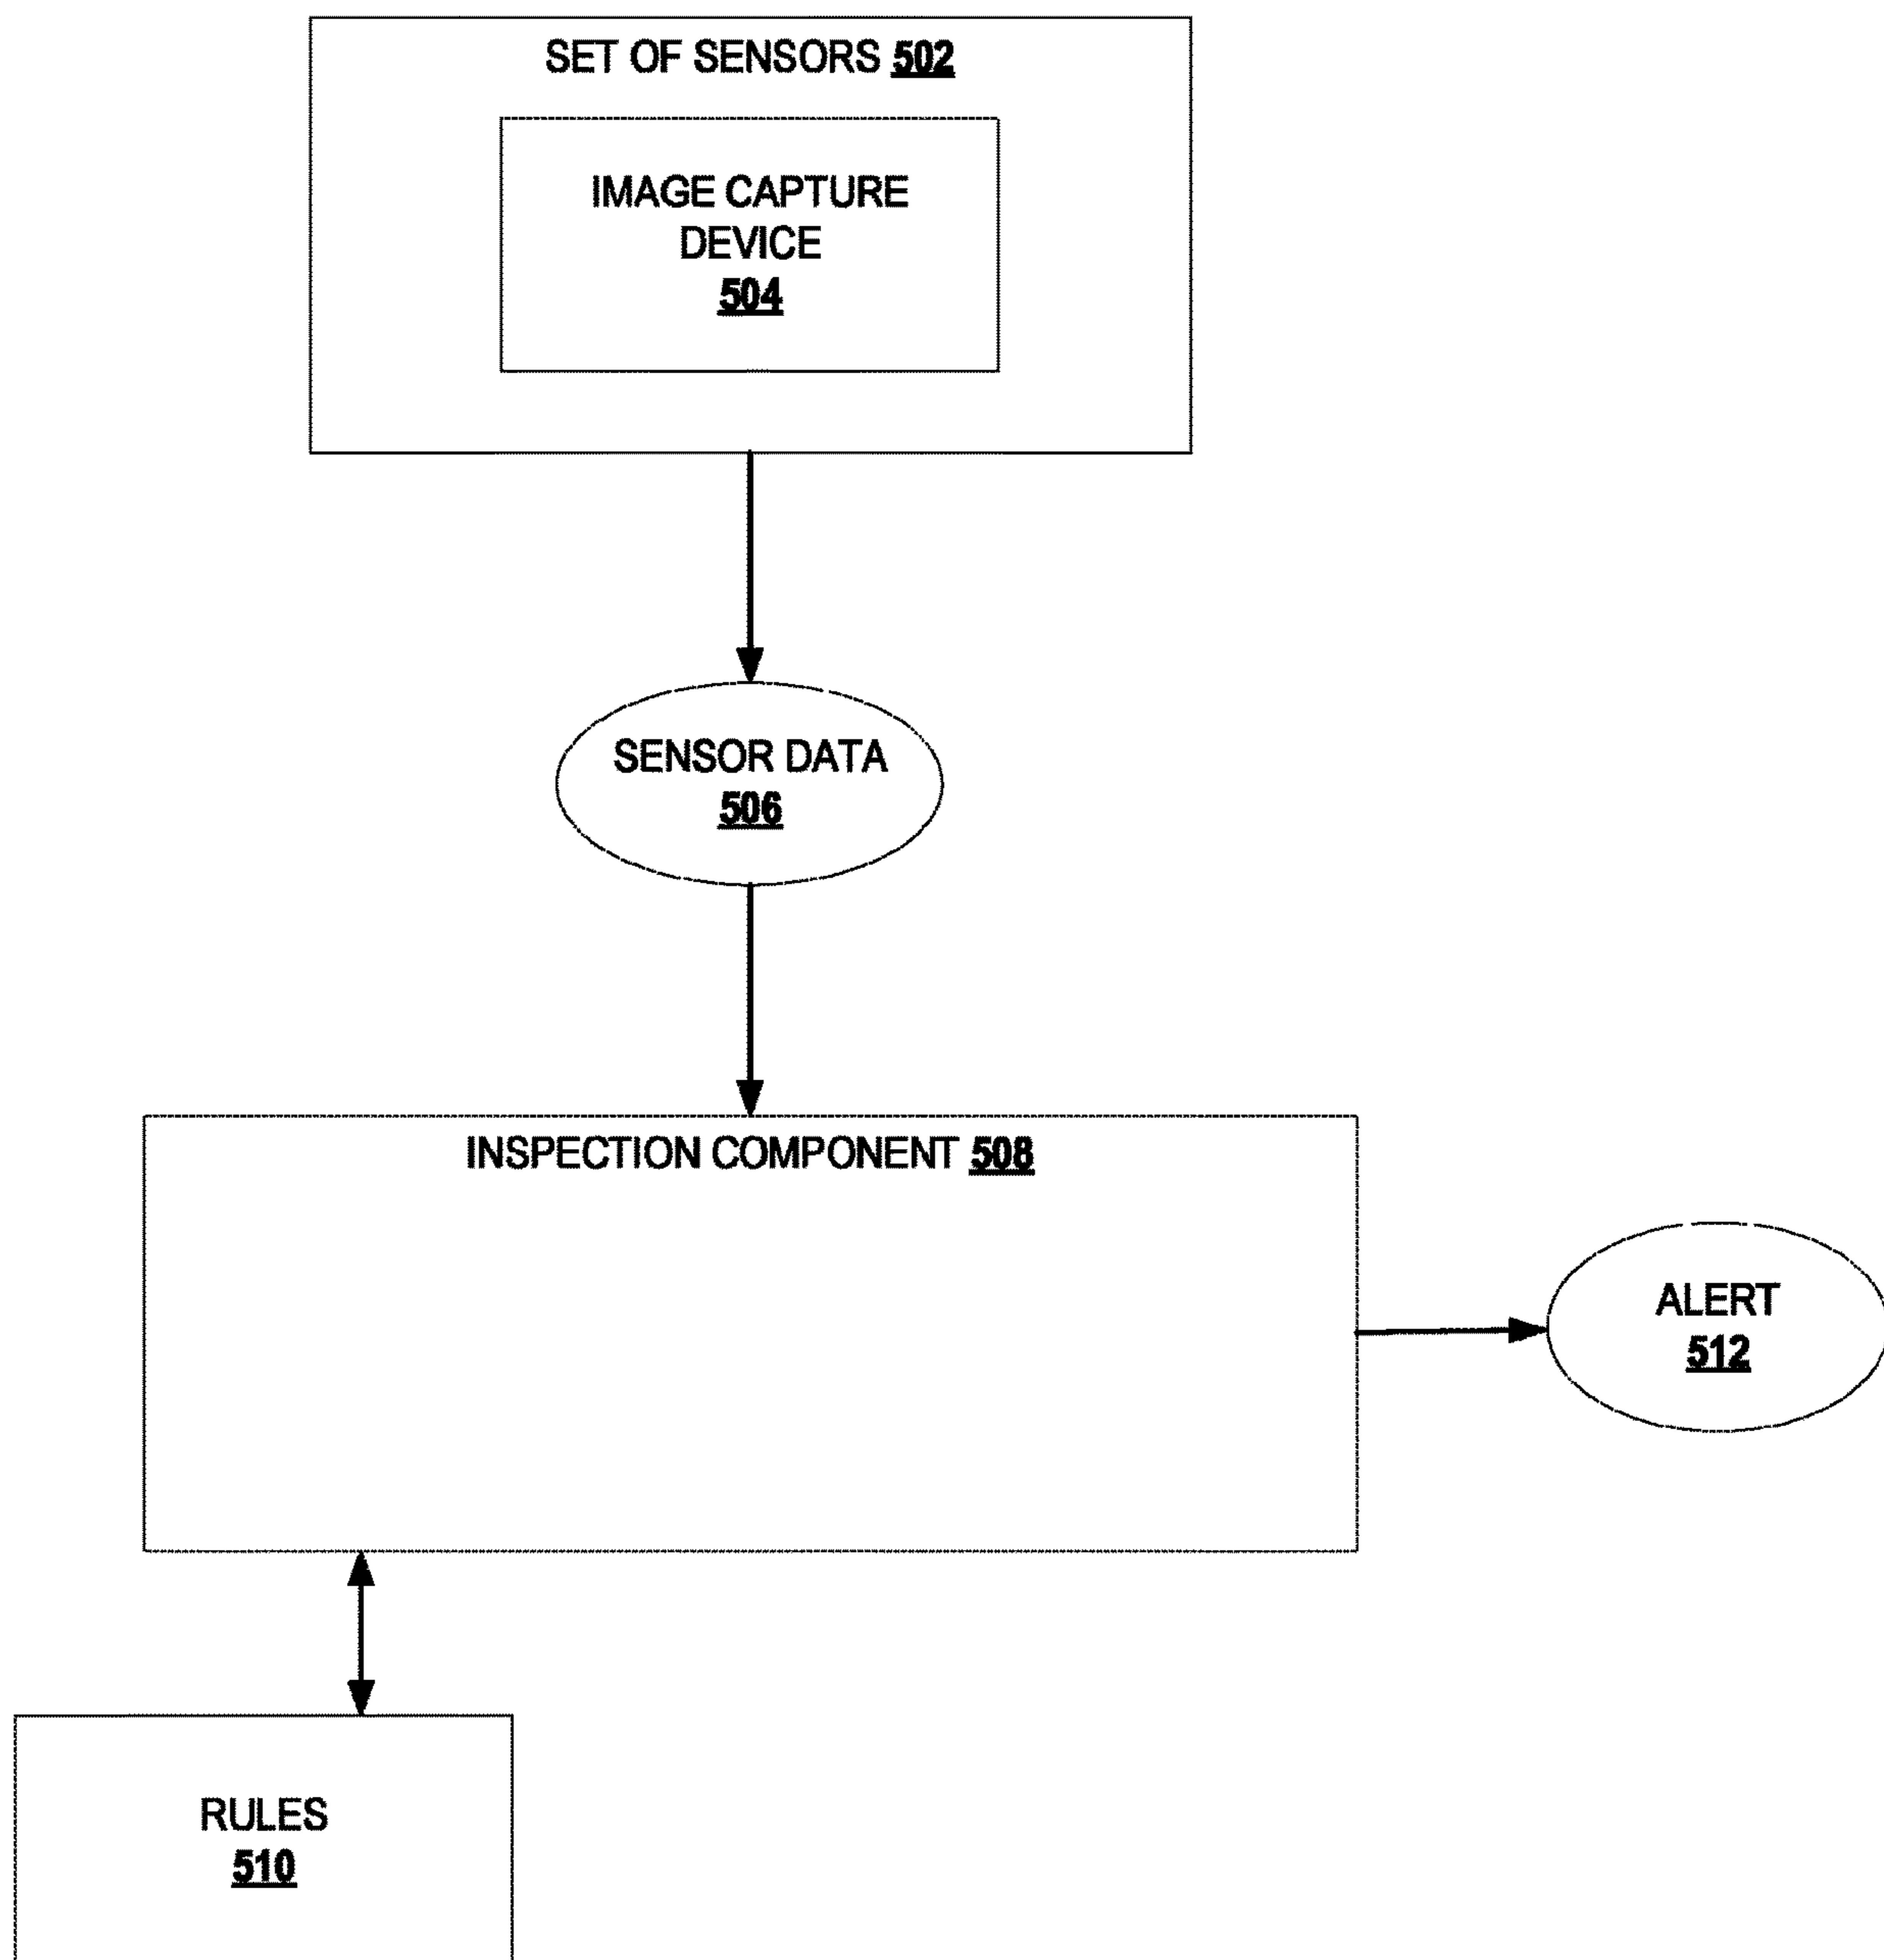 SET OF SENSORS 502
IMAGE CAPTURE
DEVICE
504
SENSOR DATA
506
INSPECTION COMPONENT 508
ALERT
512
RULES
510